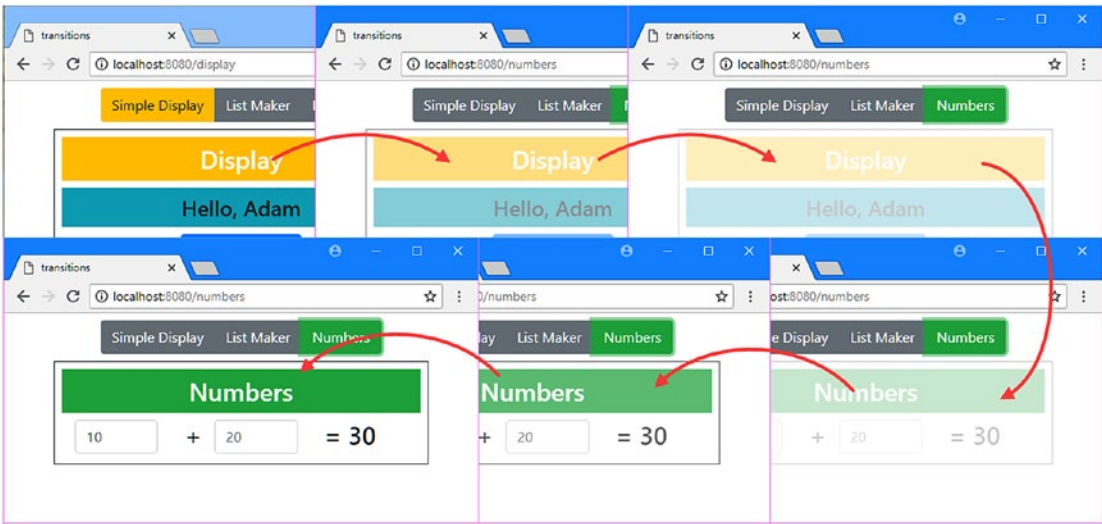 transitions
localhost:8080/display
Simple Display List Maker
Display
Hello, Adam
transitions
localhost:8080/numbers
Simple Display List Maker
Display
Hello, Adam
transitions
localhost:8080/numbers
Simple Display List Maker Numbers
Display
Hello, Adam
transitions
localhost:8080/numbers
Simple Display List Maker Numbers
Numbers
10 + 20 = 30
0/numbers
lay List Maker Numbers
Numbers
+ 20 = 30
ost:8080/numbers
e Display List Maker Numbers
Numbers
+ 20 = 30